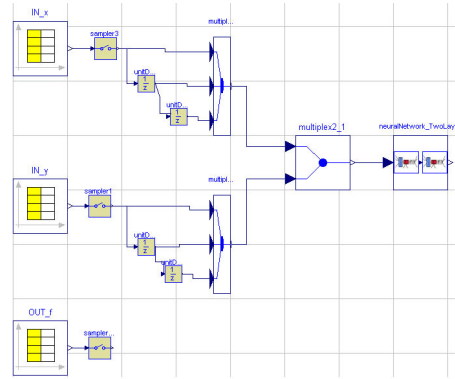 IN_x
multipl...
sampler3
unitD...
1
z
unitD...
1
z
multiplex2_1
neuralNetwork_TwoLay
IN_y
multipl...
sampler1
unitD...
1
z
unitD...
1
z
OUT_f
sampler...